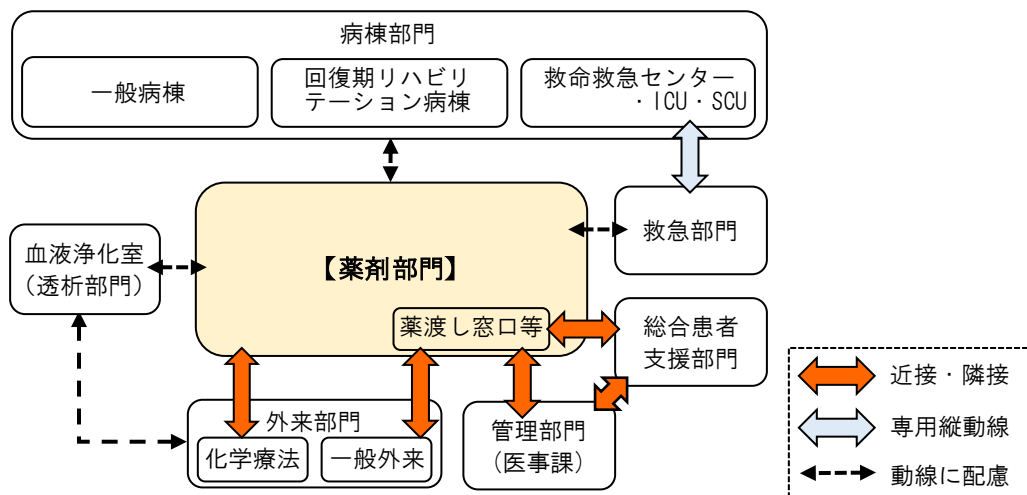 病棟部門
一般病棟
回復期リハビリ
テーション病棟
救命救急センター
・ICU・SCU
血液浄化室
（透析部門）
【薬剤部門】
救急部門
薬渡し窓口等
総合患者
支援部門
外来部門
化学療法
一般外来
管理部門
（医事課）
近接・隣接
専用縦動線
動線に配慮